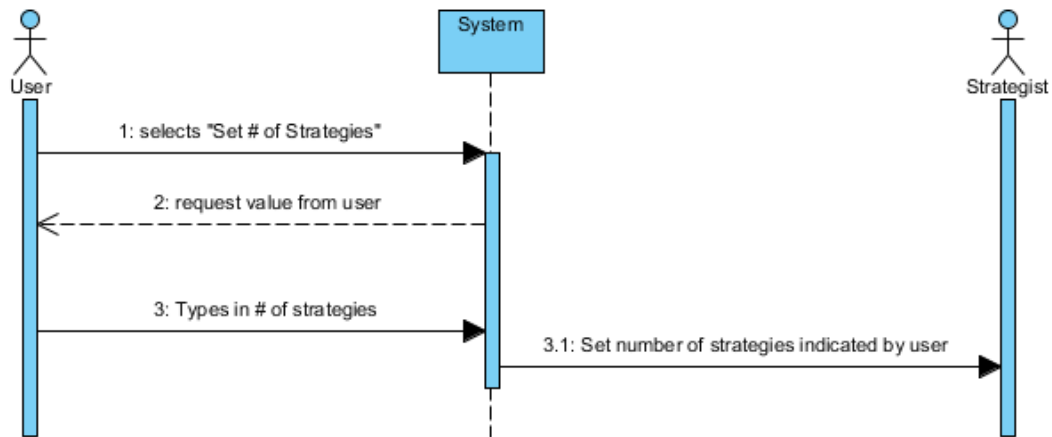 System
User
Strategist
1: selects "Set # of Strategies"
2: request value from user
3: Types in # of strategies
3.1: Set number of strategies indicated by user